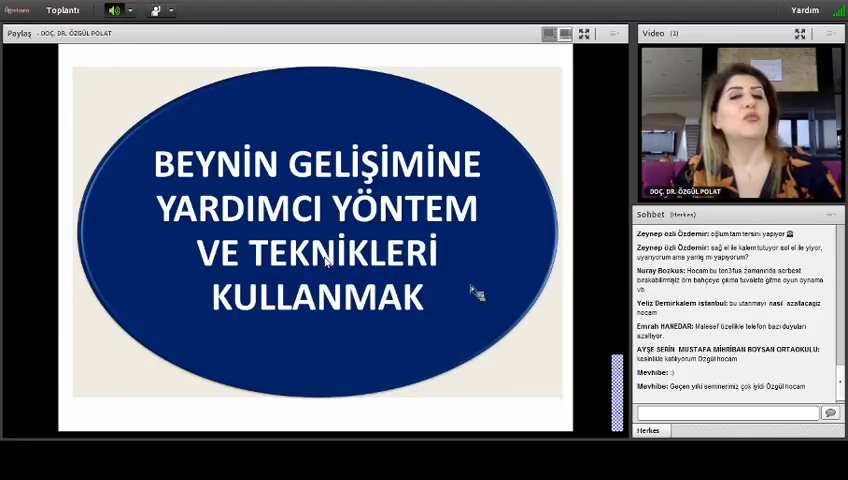 Öğretmen Toplantı Yardım
Paylaş - DOÇ. DR. ÖZGÜL POLAT
Video (1)
BEYNİN GELİŞİMİNE
YARDIMCI YÖNTEM
VE TEKNİKLERİ
KULLANMAK
DOÇ. DR. ÖZGÜL POLAT
Sohbet (Herkes)
Zeynep özli Özdemir: oğlum tam tersini yapıyor
Zeynep özli Özdemir: sağ el ile kalem tutuyor sol el ile yiyor,
uyarıyorum ama yanlış mı yapıyorum?
Nuray Bozkus: Hocam bu ten3füs zamanında serbest
bırakabilirmişiz örn bahçeye çıkma tuvalete gitme oyun oynama
vb.
Yeliz Demirkalem istanbul: bu utanmayı nasıl azatacagiz
hocam
Emrah HANEDAR: Malesef özellikle telefon bazı duyuları
azaltıyor.
AYŞE SERİN MUSTAFA MİHRİBAN BOYSAN ORTAOKULU:
kesinlikle katılıyorum Özgül hocam
Mevhibe: :)
Mevhibe: Geçen yılki seminerimiz çok iyidi Özgül hocam
Herkes